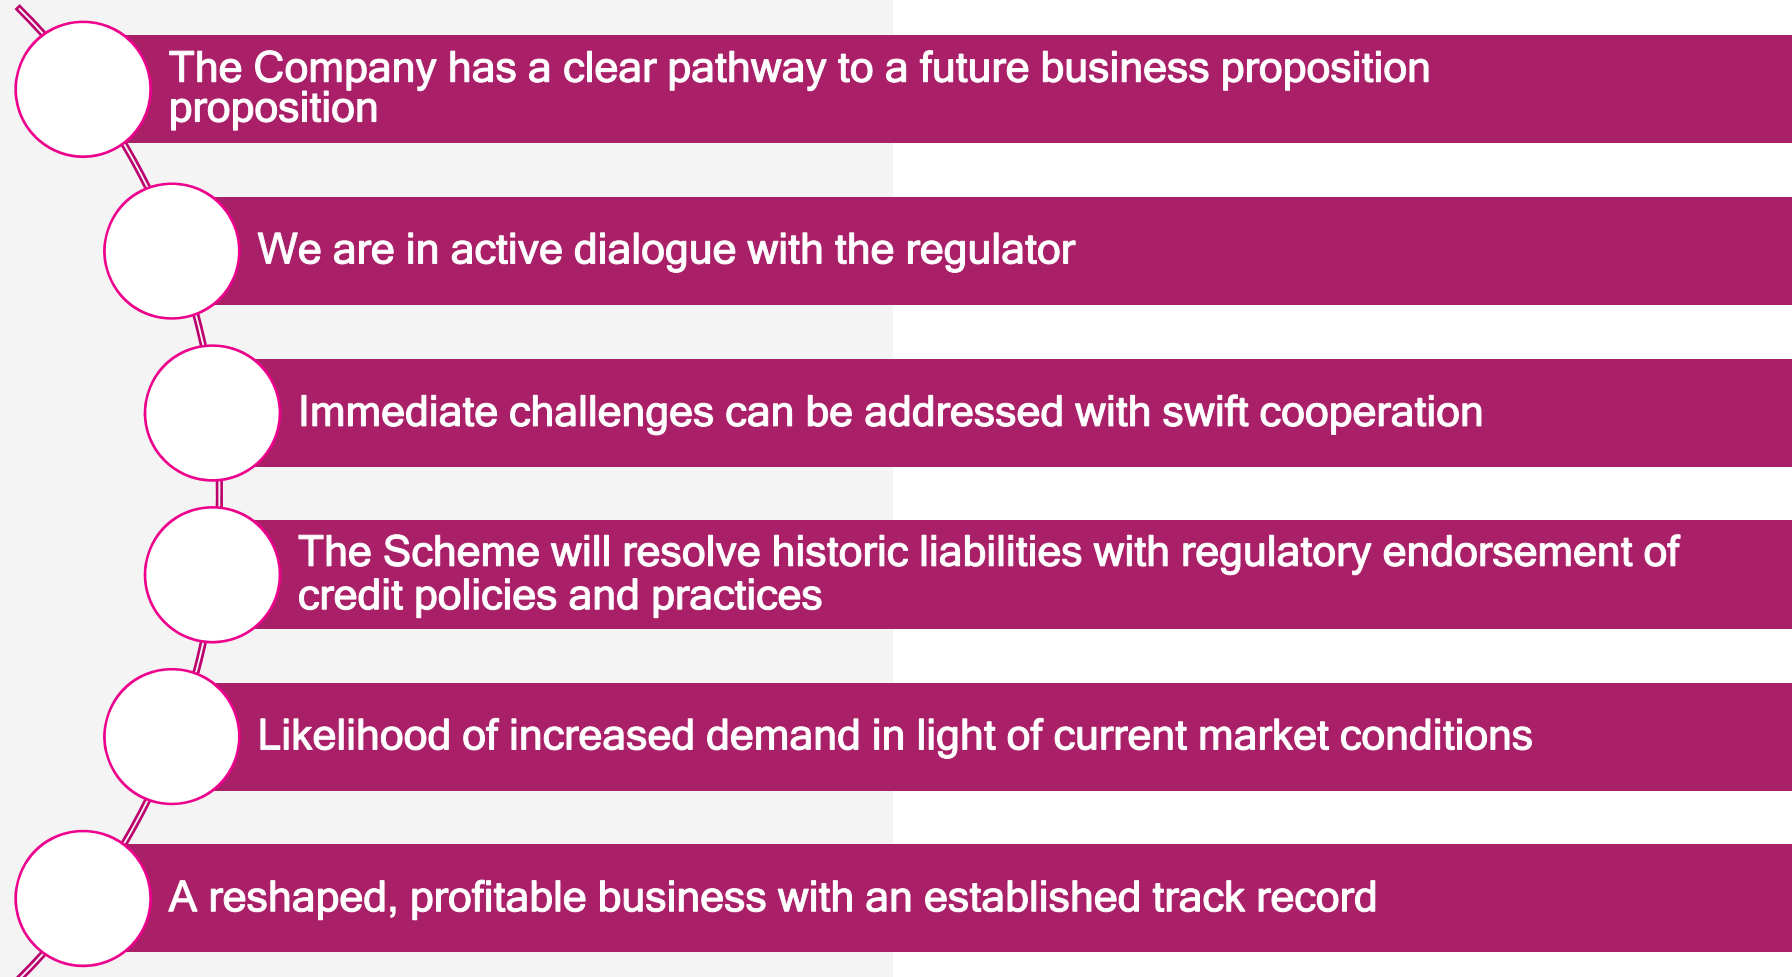 The Company has a clear pathway to a future business proposition
proposition
We are in active dialogue with the regulator
Immediate challenges can be addressed with swift cooperation
The Scheme will resolve historic liabilities with regulatory endorsement of
credit policies and practices
Likelihood of increased demand in light of current market conditions
A reshaped, profitable business with an established track record